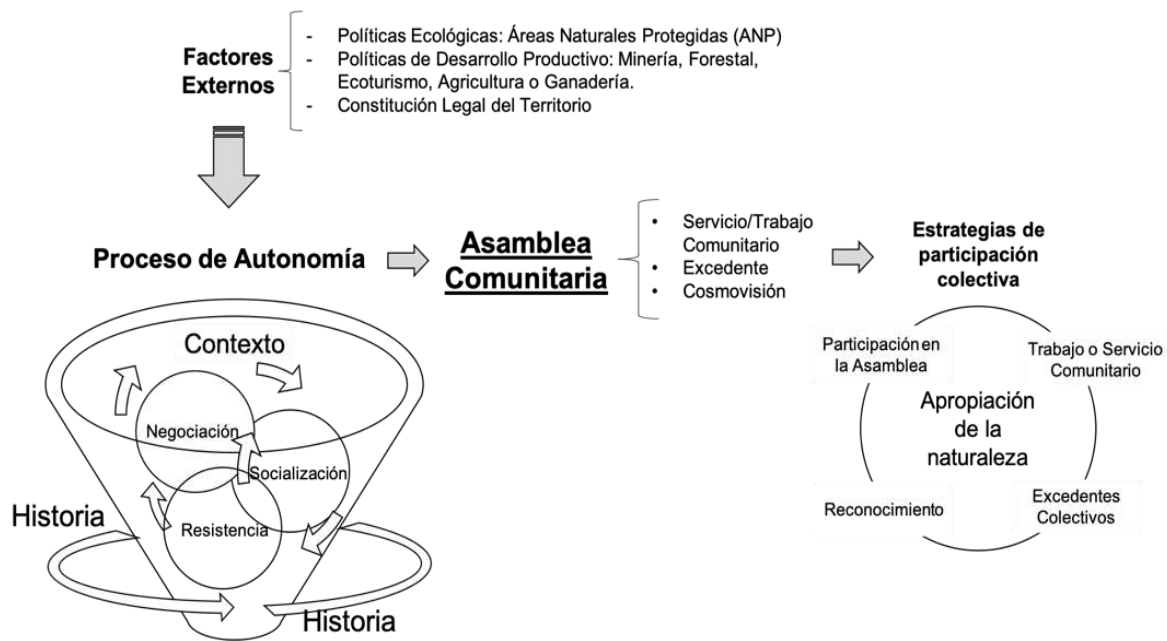 Factores
Externos
- Políticas Ecológicas: Áreas Naturales Protegidas (ANP)
- Políticas de Desarrollo Productivo: Minería, Forestal,
Ecoturismo, Agricultura o Ganadería.
- Constitución Legal del Territorio
Proceso de Autonomía
Asamblea
Comunitaria
• Servicio/Trabajo
Comunitario
• Excedente
• Cosmovisión
Estrategias de
participación
colectiva
Contexto
Negociación
Socialización
Resistencia
Historia
Historia
Participación en
la Asamblea
Trabajo o Servicio
Comunitario
Apropiación
de la
naturaleza
Reconocimiento
Excedentes
Colectivos